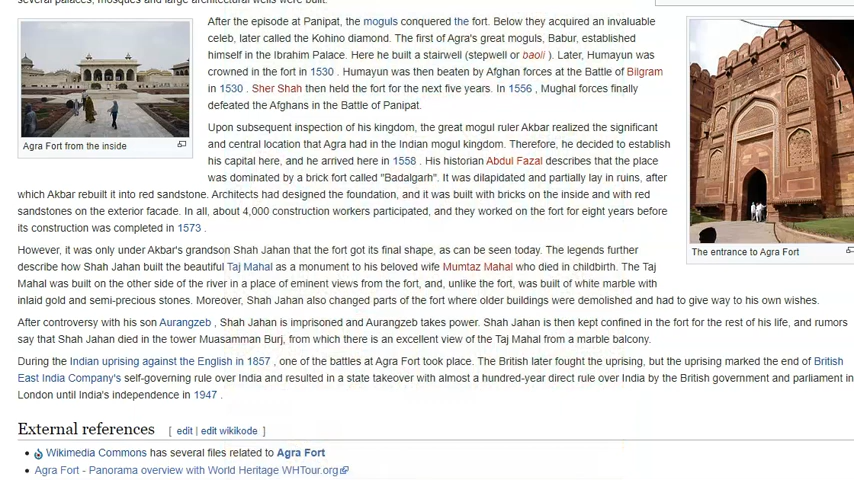 several palaces, mosques and large architectural wells were built.
After the episode at Panipat, the moguls conquered the fort. Below they acquired an invaluable
celeb, later called the Kohino diamond. The first of Agra's great moguls, Babur, established
himself in the Ibrahim Palace. Here he built a stairwell (stepwell or baoli ). Later, Humayun was
crowned in the fort in 1530 . Humayun was then beaten by Afghan forces at the Battle of Bilgram
in 1530 . Sher Shah then held the fort for the next five years. In 1556 , Mughal forces finally
defeated the Afghans in the Battle of Panipat.
Agra Fort from the inside
Upon subsequent inspection of his kingdom, the great mogul ruler Akbar realized the significant
and central location that Agra had in the Indian mogul kingdom. Therefore, he decided to establish
his capital here, and he arrived here in 1558 . His historian Abdul Fazal describes that the place
was dominated by a brick fort called "Badalgarh". It was dilapidated and partially lay in ruins, after
which Akbar rebuilt it into red sandstone. Architects had designed the foundation, and it was built with bricks on the inside and with red
sandstones on the exterior facade. In all, about 4,000 construction workers participated, and they worked on the fort for eight years before
its construction was completed in 1573 .
The entrance to Agra Fort
However, it was only under Akbar's grandson Shah Jahan that the fort got its final shape, as can be seen today. The legends further
describe how Shah Jahan built the beautiful Taj Mahal as a monument to his beloved wife Mumtaz Mahal who died in childbirth. The Taj
Mahal was built on the other side of the river in a place of eminent views from the fort, and, unlike the fort, was built of white marble with
inlaid gold and semi-precious stones. Moreover, Shah Jahan also changed parts of the fort where older buildings were demolished and had to give way to his own wishes.
After controversy with his son Aurangzeb , Shah Jahan is imprisoned and Aurangzeb takes power. Shah Jahan is then kept confined in the fort for the rest of his life, and rumors
say that Shah Jahan died in the tower Muasamman Burj, from which there is an excellent view of the Taj Mahal from a marble balcony.
During the Indian uprising against the English in 1857 , one of the battles at Agra Fort took place. The British later fought the uprising, but the uprising marked the end of British
East India Company's self-governing rule over India and resulted in a state takeover with almost a hundred-year direct rule over India by the British government and parliament in
London until India's independence in 1947 .
External references [ edit | edit wikikode ]
Wikimedia Commons has several files related to Agra Fort
Agra Fort - Panorama overview with World Heritage WHTour.org